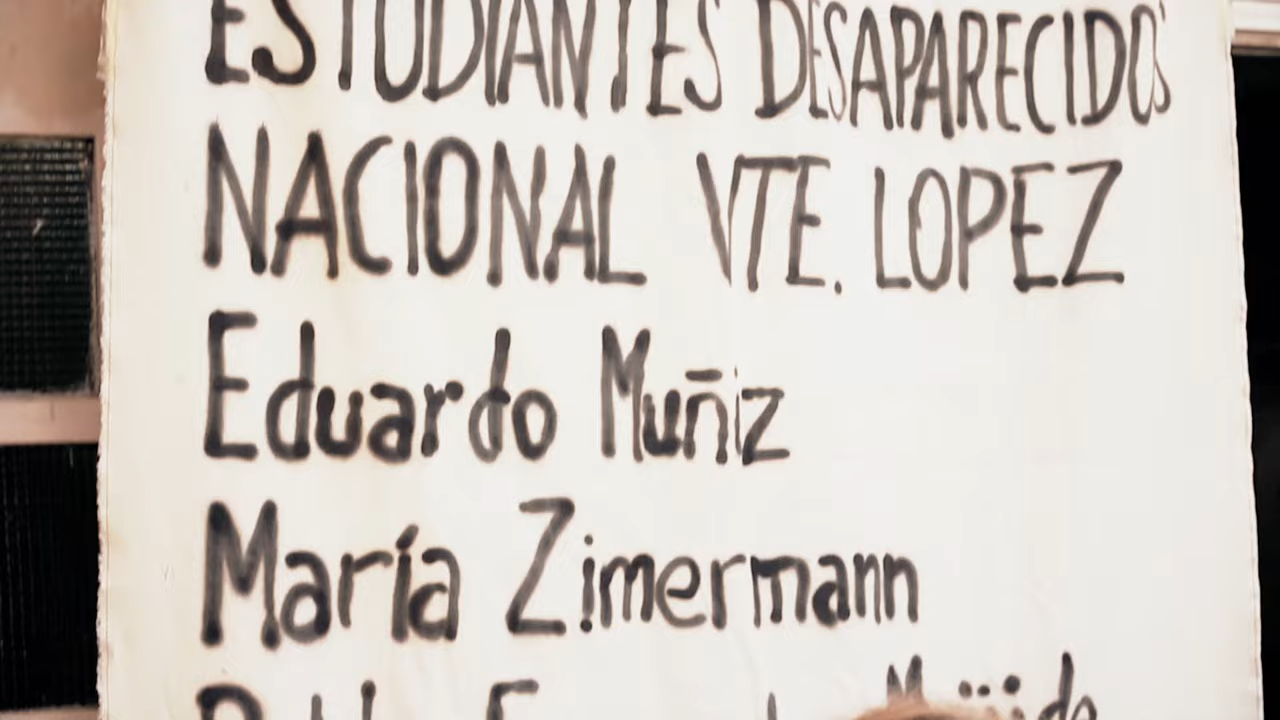 ESTUDIANTES DESAPARECIDOS
NACIONAL VTE. LOPEZ
Eduardo Muñiz
María Zimermann